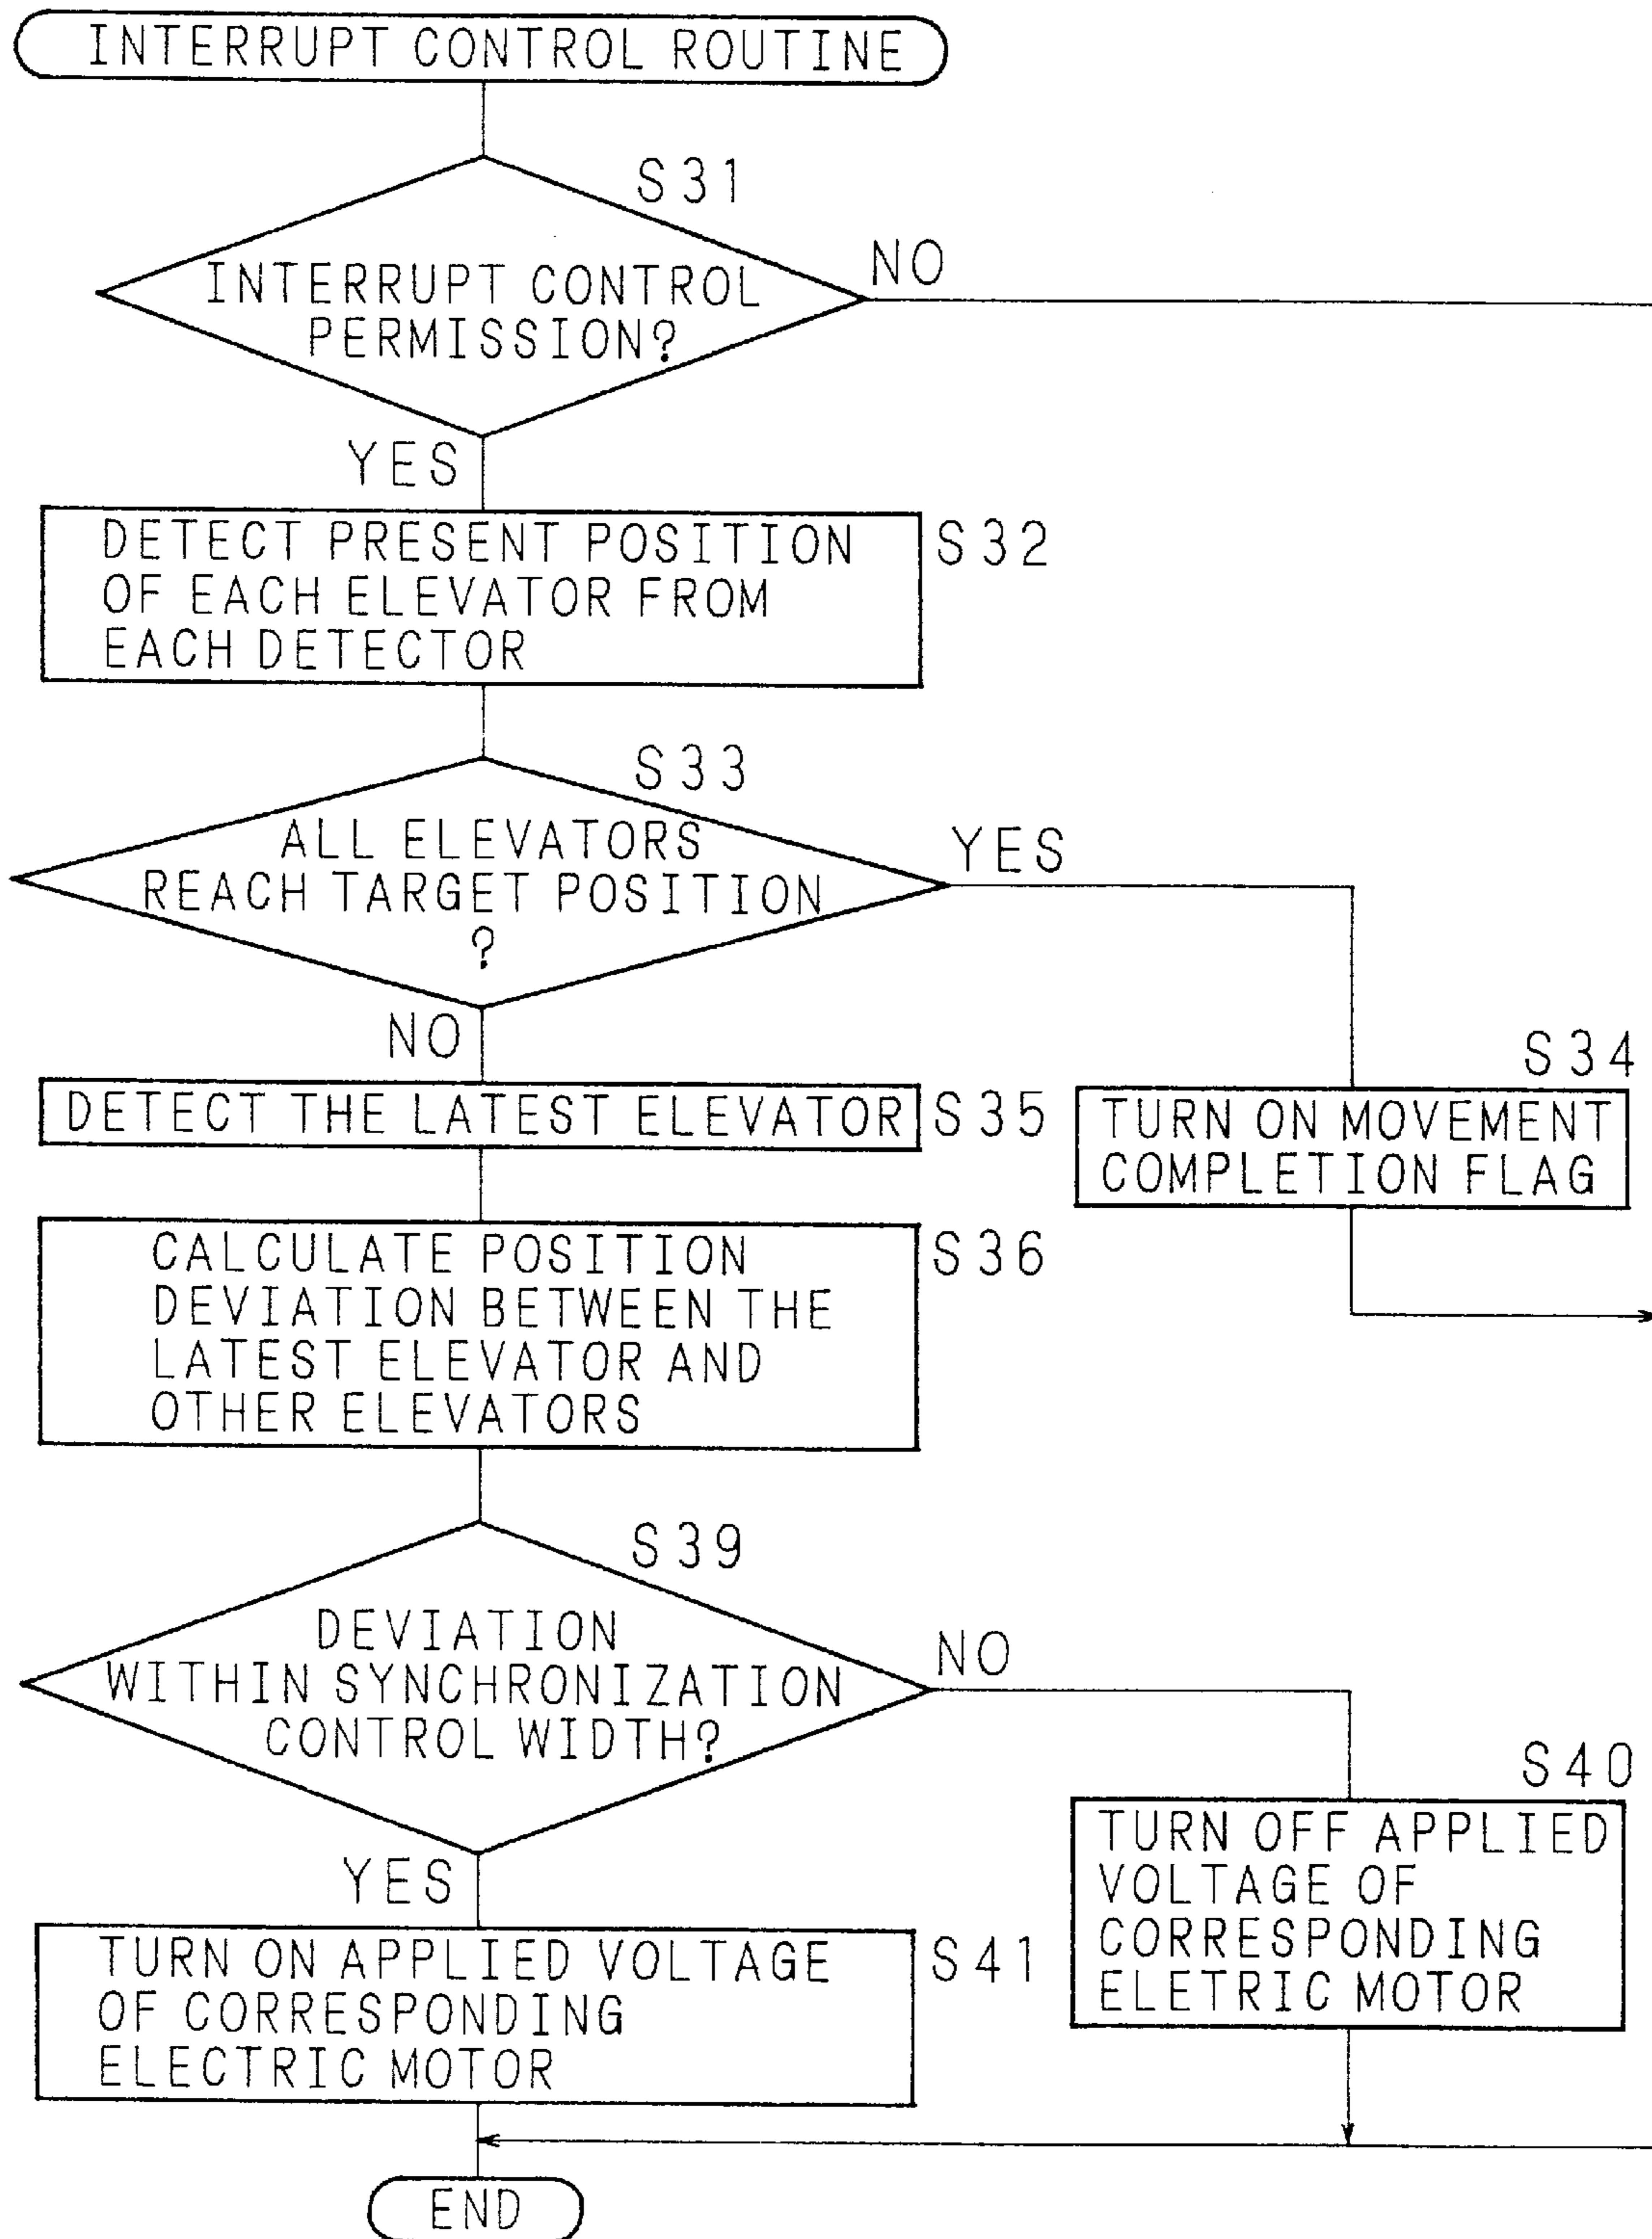 INTERRUPT CONTROL ROUTINE
S31
INTERRUPT CONTROL
PERMISSION?
NO
YES
DETECT PRESENT POSITION
OF EACH ELEVATOR FROM
EACH DETECTOR
S32
S33
ALL ELEVATORS
REACH TARGET POSITION
?
YES
NO
S34
TURN ON MOVEMENT
COMPLETION FLAG
DETECT THE LATEST ELEVATOR
S35
CALCULATE POSITION
DEVIATION BETWEEN THE
LATEST ELEVATOR AND
OTHER ELEVATORS
S36
S39
DEVIATION
WITHIN SYNCHRONIZATION
CONTROL WIDTH?
NO
YES
S40
TURN OFF APPLIED
VOLTAGE OF
CORRESPONDING
ELETRIC MOTOR
TURN ON APPLIED VOLTAGE
OF CORRESPONDING
ELECTRIC MOTOR
S41
END